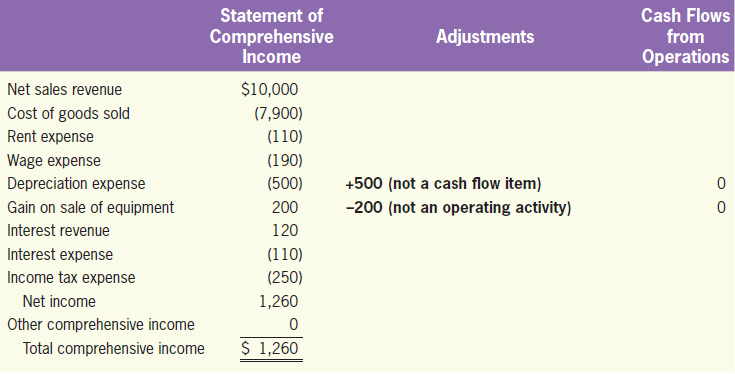 Statement of Comprehensive Income Adjustments Cash Flows from Operations
Net sales revenue $10,000
Cost of goods sold (7,900)
Rent expense (110)
Wage expense (190)
Depreciation expense (500) +500 (not a cash flow item) 0
Gain on sale of equipment 200 −200 (not an operating activity) 0
Interest revenue 120
Interest expense (110)
Income tax expense (250)
Net income 1,260
Other comprehensive income 0
Total comprehensive income $ 1,260